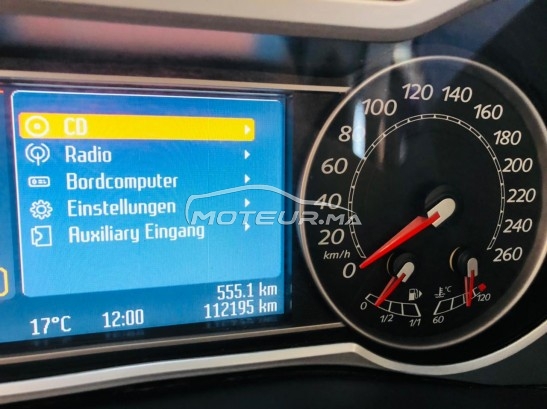 CD
Radio
Bordcomputer
Einstellungen
Auxiliary Eingang
555.1 km
112195 km
17°C 12:00
0 20 40 60 80 100 120 140 160 180 200 220 240 260
km/h
0 1/2 1/1
60 °C 120
MOTEUR.MA